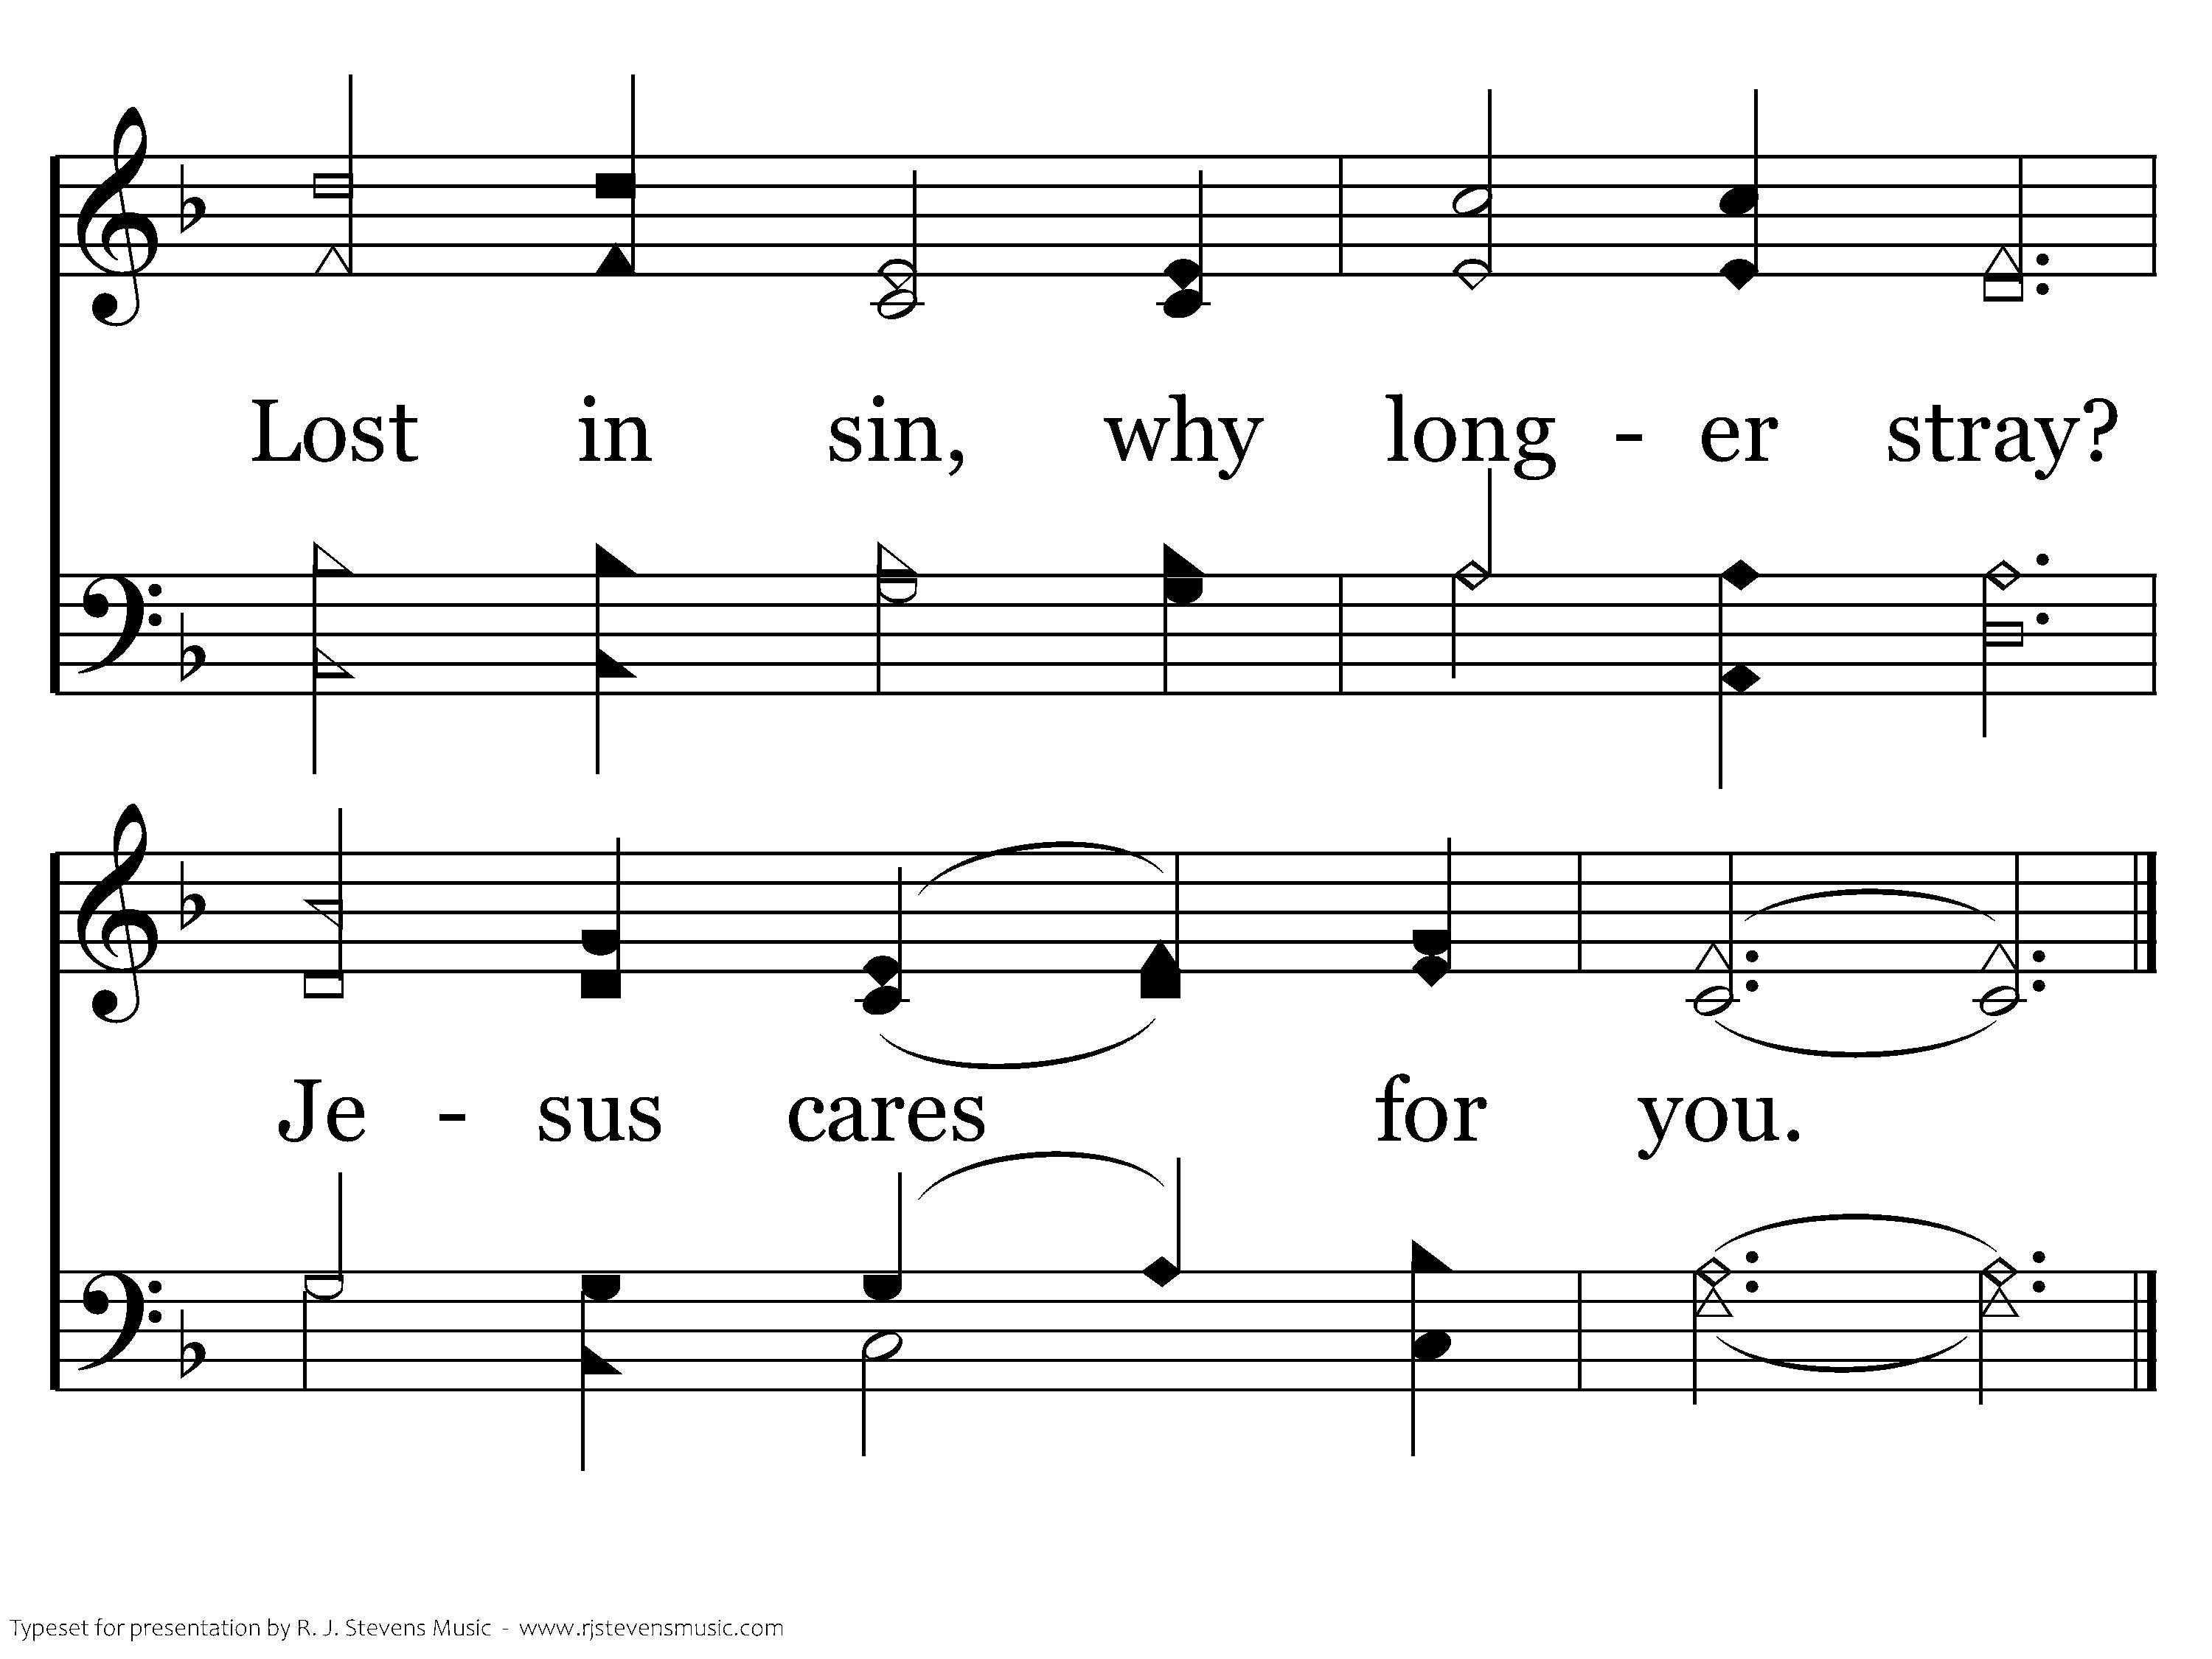 Lost in sin, why long - er stray?
Je - sus cares for you.
Typeset for presentation by R. J. Stevens Music - www.rjstevensmusic.com